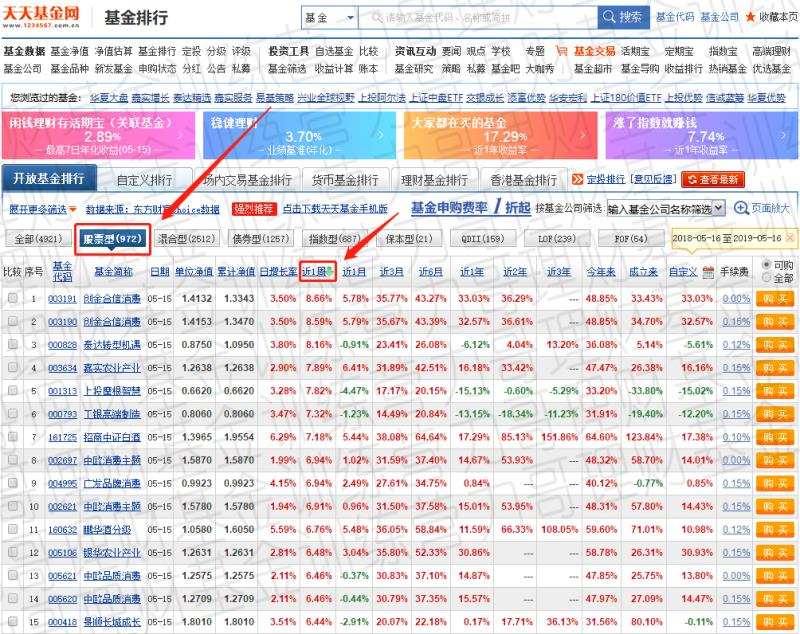 天天基金网
www.1234567.com.cn
基金排行
基金
请输入基金代码、名称或简拼
搜索
基金代码 基金公司 ★ 收藏本页
基金数据 基金净值 净值估算 基金排行 定投 分级 评级
投资工具 自选基金 比较
资讯互动 要闻 观点 学校 专题
基金交易 活期宝 定期宝 指数宝 高端理财
基金公司 基金品种 新发基金 申购状态 分红 公告 私募
基金筛选 收益计算 账本
基金研究 策略 私募 基金吧 大咖秀
基金超市 基金导购 收益排行 热销基金 优选基金
您浏览过的基金： 华夏大盘 嘉实增长 泰达精选 嘉实服务 易基策略 兴业全球视野 上投阿尔法 上证中盘ETF 交银成长 添富优势 华安宏利 上证180价值ETF 上投优势 信诚蓝筹 华夏优势
闲钱理财存活期宝（关联基金）
2.89%
─ 最高7日年化收益(05-15) ─
稳健理财
3.70%
─ 业绩基准(年化) ─
大家都在买的基金
17.29%
─ 近1年收益率 ─
涨了指数就赚钱
7.74%
─ 近1年收益率 ─
开放基金排行
自定义排行
场内交易基金排行
货币基金排行
理财基金排行
香港基金排行
定投排行 [意见反馈]
查看最新
展开更多筛选
数据来源：东方财富Choice数据
强烈推荐
点击下载天天基金手机版
基金申购费率 1折起
按基金公司筛选：
输入基金公司名称筛选
页面放大
全部(4921)
股票型(972)
混合型(2512)
债券型(1257)
指数型(687)
保本型(21)
QDII(159)
LOF(239)
FOF(54)
2018-05-16 至 2019-05-16
比较 序号 基金代码 基金简称 日期 单位净值 累计净值 日增长率 近1周 近1月 近3月 近6月 近1年 近2年 近3年 今年来 成立来 自定义 手续费 可购 全部
1 003191 创金合信消费 05-15 1.4132 1.3343 3.50% 8.66% 5.78% 35.77% 43.27% 33.03% 36.29% --- 48.85% 33.43% 33.03% 0.00% 购 买
2 003190 创金合信消费 05-15 1.4153 1.3470 3.50% 8.59% 5.79% 35.67% 43.39% 32.57% 36.61% --- 48.85% 34.70% 32.57% 0.15% 购 买
3 000828 泰达转型机遇 05-15 0.8750 1.0950 3.80% 8.16% -0.91% 23.41% 26.08% -6.12% 4.04% 13.20% 36.08% 5.14% -5.61% 0.12% 购 买
4 003634 嘉实农业产业 05-15 1.2638 1.2638 2.90% 7.89% 6.41% 31.89% 42.51% 16.18% 33.42% --- 47.47% 26.38% 16.16% 0.15% 购 买
5 001313 上投摩根智慧 05-15 0.6620 0.6620 3.28% 7.82% -4.47% 17.17% 20.15% -15.13% -0.60% -5.29% 33.20% -33.80% -15.02% 0.15% 购 买
6 000793 工银高端制造 05-15 0.8060 0.8060 3.47% 7.32% -1.23% 14.49% 20.84% -13.15% -18.34% -11.23% 31.91% -19.40% -12.20% 0.15% 购 买
7 161725 招商中证白酒 05-15 1.3965 1.9554 6.29% 7.18% 5.44% 38.08% 64.64% 17.29% 85.13% 151.86% 64.60% 123.84% 17.38% 0.10% 购 买
8 002697 中欧消费主题 05-15 1.5870 1.5870 1.99% 6.94% 1.02% 31.59% 37.40% 14.67% 53.93% --- 48.32% 58.70% 14.01% 0.00% 购 买
9 004995 广发品牌消费 05-15 0.9923 0.9923 4.15% 6.94% 2.49% 27.61% 34.75% 0.84% --- --- 40.12% -0.77% 0.85% 0.15% 购 买
10 002621 中欧消费主题 05-15 1.5780 1.5780 1.94% 6.91% 0.96% 31.50% 37.58% 15.01% 53.95% --- 48.31% 57.80% 14.43% 0.15% 购 买
11 160632 鹏华酒分级 05-15 1.0580 1.6050 5.59% 6.76% 5.48% 36.05% 58.84% 11.59% 66.33% 108.05% 59.60% 71.01% 10.98% 0.12% 购 买
12 005106 银华农业产业 05-15 1.2631 1.2631 2.81% 6.48% 3.04% 35.80% 52.33% 30.86% --- --- 58.78% 26.31% 30.93% 0.15% 购 买
13 005621 中欧品质消费 05-15 1.2575 1.2575 2.11% 6.46% -0.37% 30.83% 37.10% 14.87% --- --- 47.85% 25.75% 13.80% 0.00% 购 买
14 005620 中欧品质消费 05-15 1.2709 1.2709 2.11% 6.46% -0.44% 30.79% 37.35% 15.57% --- --- 47.97% 27.09% 14.47% 0.15% 购 买
15 000418 景顺长城成长 05-15 1.8010 1.8010 3.51% 6.44% -2.91% 20.07% 22.18% 0.17% 17.71% 36.13% 31.56% 80.10% -0.11% 0.15% 购 买